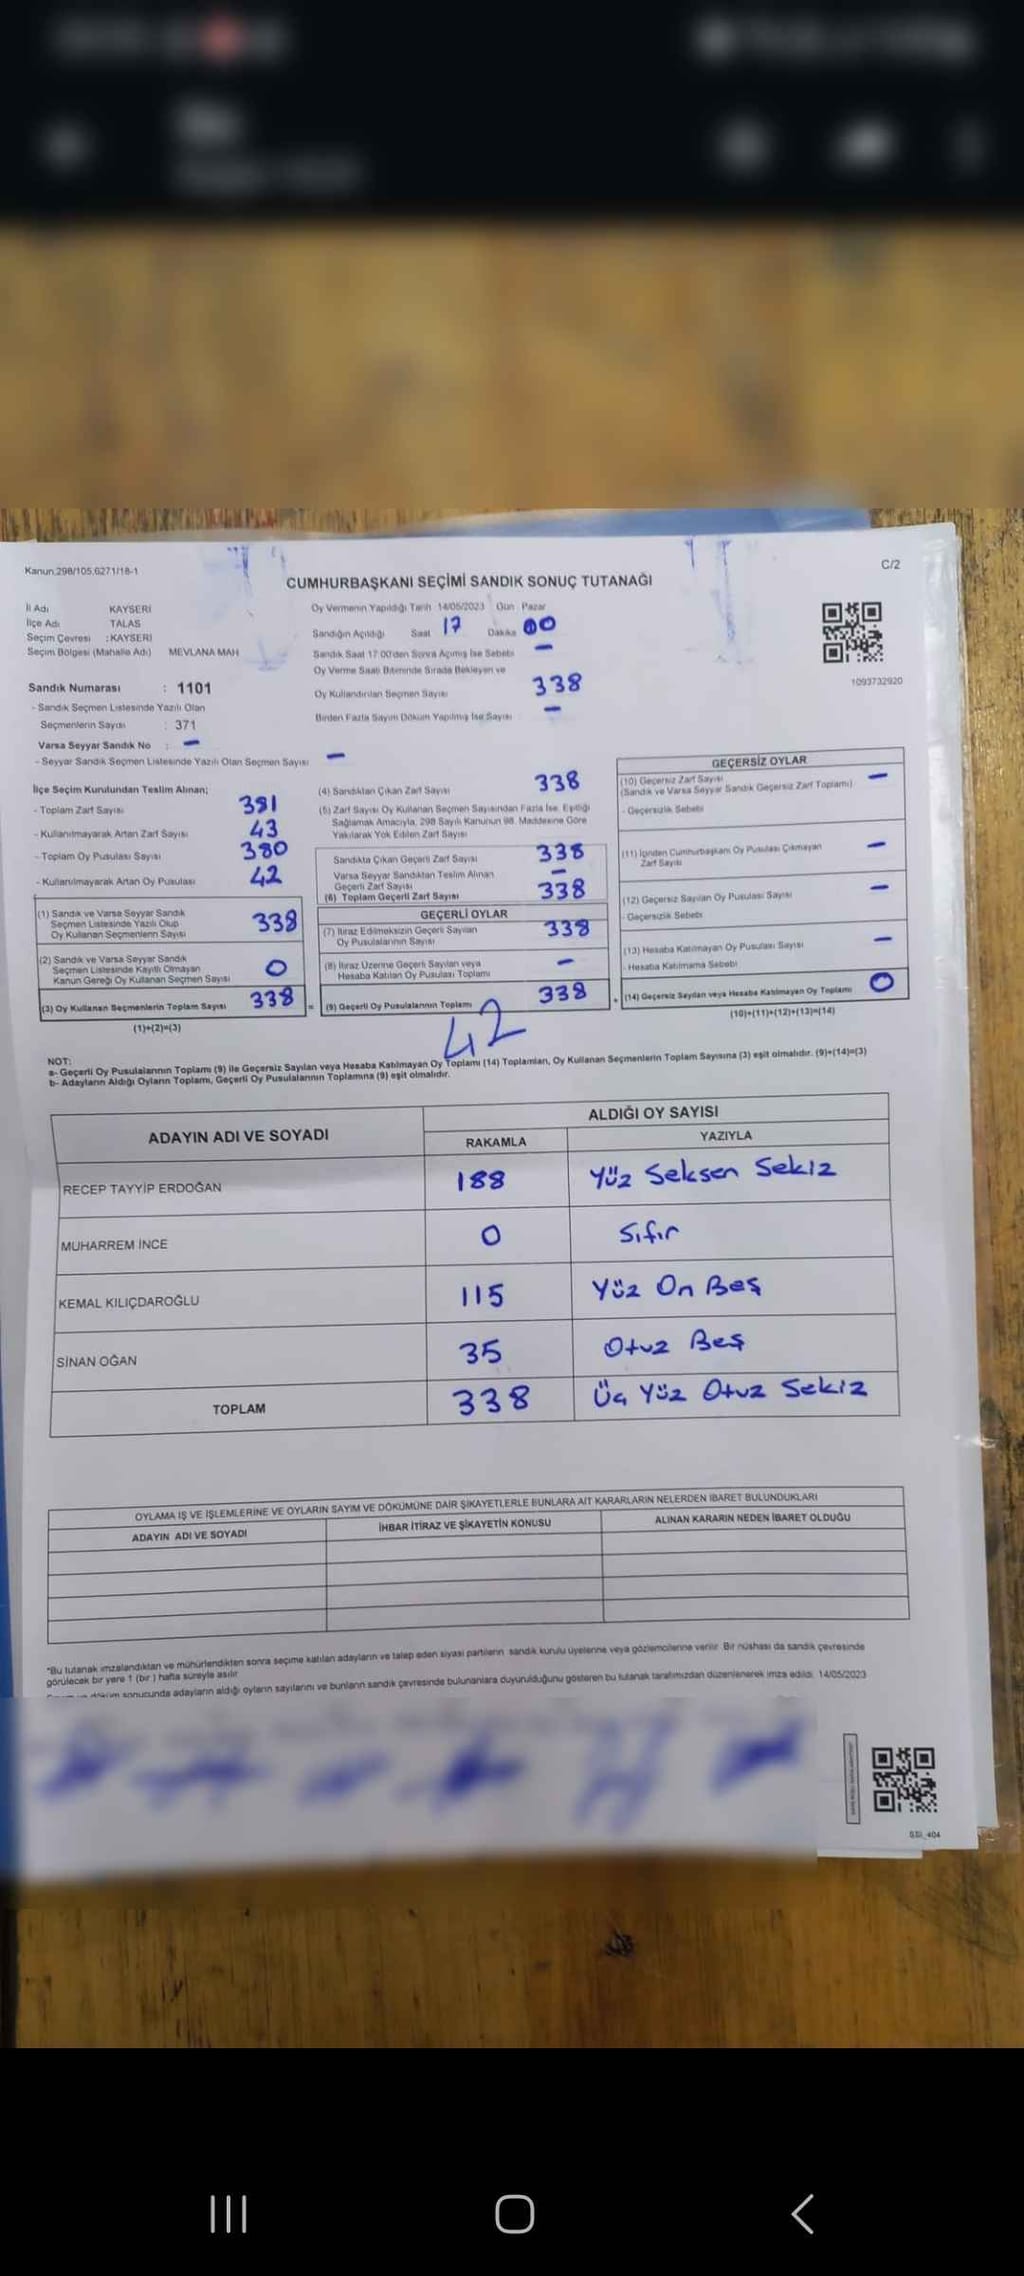 Kanun.298/105,6271/18-1
C/2
CUMHURBAŞKANI SEÇİMİ SANDIK SONUÇ TUTANAĞI
İl Adı KAYSERİ
İlçe Adı TALAS
Seçim Çevresi : KAYSERİ
Seçim Bölgesi (Mahalle Adı) MEVLANA MAH
Sandık Numarası : 1101
- Sandık Seçmen Listesinde Yazılı Olan
Seçmenlerin Sayısı : 371
Varsa Seyyar Sandık No : -
- Seyyar Sandık Seçmen Listesinde Yazılı Olan Seçmen Sayısı -
Oy Vermenin Yapıldığı Tarih 14/05/2023 Gün : Pazar
Sandığın Açıldığı Saat 17 Dakika 00
Sandık Saat 17.00'den Sonra Açmış İse Sebebi -
Oy Verme Saati Bitiminde Sırada Bekleyen ve
Oy Kullandırılan Seçmen Sayısı 338
Birden Fazla Sayım Döküm Yapılmış İse Sayısı -
1093732920
İlçe Seçim Kurulundan Teslim Alınan;
- Toplam Zarf Sayısı 381
- Kullanılmayarak Artan Zarf Sayısı 43
- Toplam Oy Pusulası Sayısı 380
- Kullanılmayarak Artan Oy Pusulası 42
(1) Sandık ve Varsa Seyyar Sandık
Seçmen Listesinde Yazılı Olup
Oy Kullanan Seçmenlerin Sayısı 338
(2) Sandık ve Varsa Seyyar Sandık
Seçmen Listesinde Kayıtlı Olmayan
Kanun Gereği Oy Kullanan Seçmen Sayısı 0
(3) Oy Kullanan Seçmenlerin Toplam Sayısı 338 =
(1)+(2)=(3)
(4) Sandıktan Çıkan Zarf Sayısı 338
(5) Zarf Sayısı Oy Kullanan Seçmen Sayısından Fazla İse, Eşitliği
Sağlamak Amacıyla, 298 Sayılı Kanunun 98. Maddesine Göre
Yakılarak Yok Edilen Zarf Sayısı
Sandıkta Çıkan Geçerli Zarf Sayısı 338
Varsa Seyyar Sandıktan Teslim Alınan
Geçerli Zarf Sayısı -
(6) Toplam Geçerli Zarf Sayısı 338
GEÇERLİ OYLAR
(7) İtiraz Edilmeksizin Geçerli Sayılan
Oy Pusulalarının Sayısı 338
(8) İtiraz Üzerine Geçerli Sayılan veya
Hesaba Katılan Oy Pusulası Toplamı -
(9) Geçerli Oy Pusulalarının Toplamı 338 +
42
GEÇERSİZ OYLAR
(10) Geçersiz Zarf Sayısı -
(Sandık ve Varsa Seyyar Sandık Geçersiz Zarf Toplamı)
- Geçersizlik Sebebi
(11) İçinden Cumhurbaşkanı Oy Pusulası Çıkmayan -
Zarf Sayısı
(12) Geçersiz Sayılan Oy Pusulası Sayısı -
- Geçersizlik Sebebi
(13) Hesaba Katılmayan Oy Pusulası Sayısı -
- Hesaba Katılmama Sebebi
(14) Geçersiz Sayılan veya Hesaba Katılmayan Oy Toplamı 0
(10)+(11)+(12)+(13)=(14)
NOT:
a- Geçerli Oy Pusulalarının Toplamı (9) ile Geçersiz Sayılan veya Hesaba Katılmayan Oy Toplamı (14) Toplamları, Oy Kullanan Seçmenlerin Toplam Sayısına (3) eşit olmalıdır. (9)+(14)=(3)
b- Adayların Aldığı Oyların Toplamı, Geçerli Oy Pusulalarının Toplamına (9) eşit olmalıdır.
ADAYIN ADI VE SOYADI ALDIĞI OY SAYISI
RAKAMLA YAZIYLA
RECEP TAYYİP ERDOĞAN 188 Yüz Seksen Sekiz
MUHARREM İNCE 0 Sıfır
KEMAL KILIÇDAROĞLU 115 Yüz On Beş
SİNAN OĞAN 35 Otuz Beş
TOPLAM 338 Üç Yüz Otuz Sekiz
OYLAMA İŞ VE İŞLEMLERİNE VE OYLARIN SAYIM VE DÖKÜMÜNE DAİR ŞİKAYETLERLE BUNLARA AİT KARARLARIN NELERDEN İBARET BULUNDUKLARI
ADAYIN ADI VE SOYADI İHBAR İTİRAZ VE ŞİKAYETİN KONUSU ALINAN KARARIN NEDEN İBARET OLDUĞU
*Bu tutanak imzalandıktan ve mühürlendikten sonra seçime katılan adayların ve talep eden siyasi partilerin sandık kurulu üyelerine veya gözlemcilerine verilir. Bir nüshası da sandık çevresinde
görülecek bir yere 1 (bir) hafta süreyle asılır
döküm sonucunda adayların aldığı oyların sayılarını ve bunların sandık çevresinde bulunanlara duyurulduğunu gösteren bu tutanak tarafımızdan düzenlenerek imza edildi. 14/05/2023
SSI_404